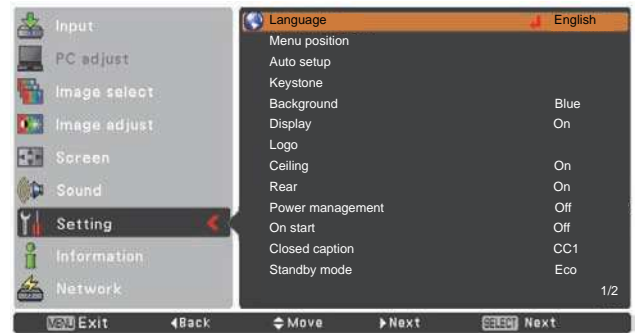 Input
PC adjust
Image select
Image adjust
Screen
Sound
Setting
Information
Network
Language English
Menu position
Auto setup
Keystone
Background Blue
Display On
Logo
Ceiling On
Rear On
Power management Off
On start Off
Closed caption CC1
Standby mode Eco
1/2
MENU Exit ◀Back Move ▶Next SELECT Next